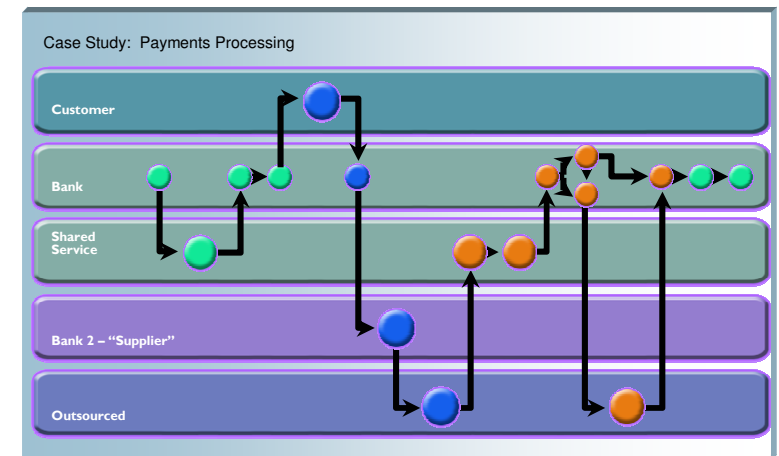 Case Study: Payments Processing
Customer
Bank
Shared
Service
Bank 2 – “Supplier”
Outsourced